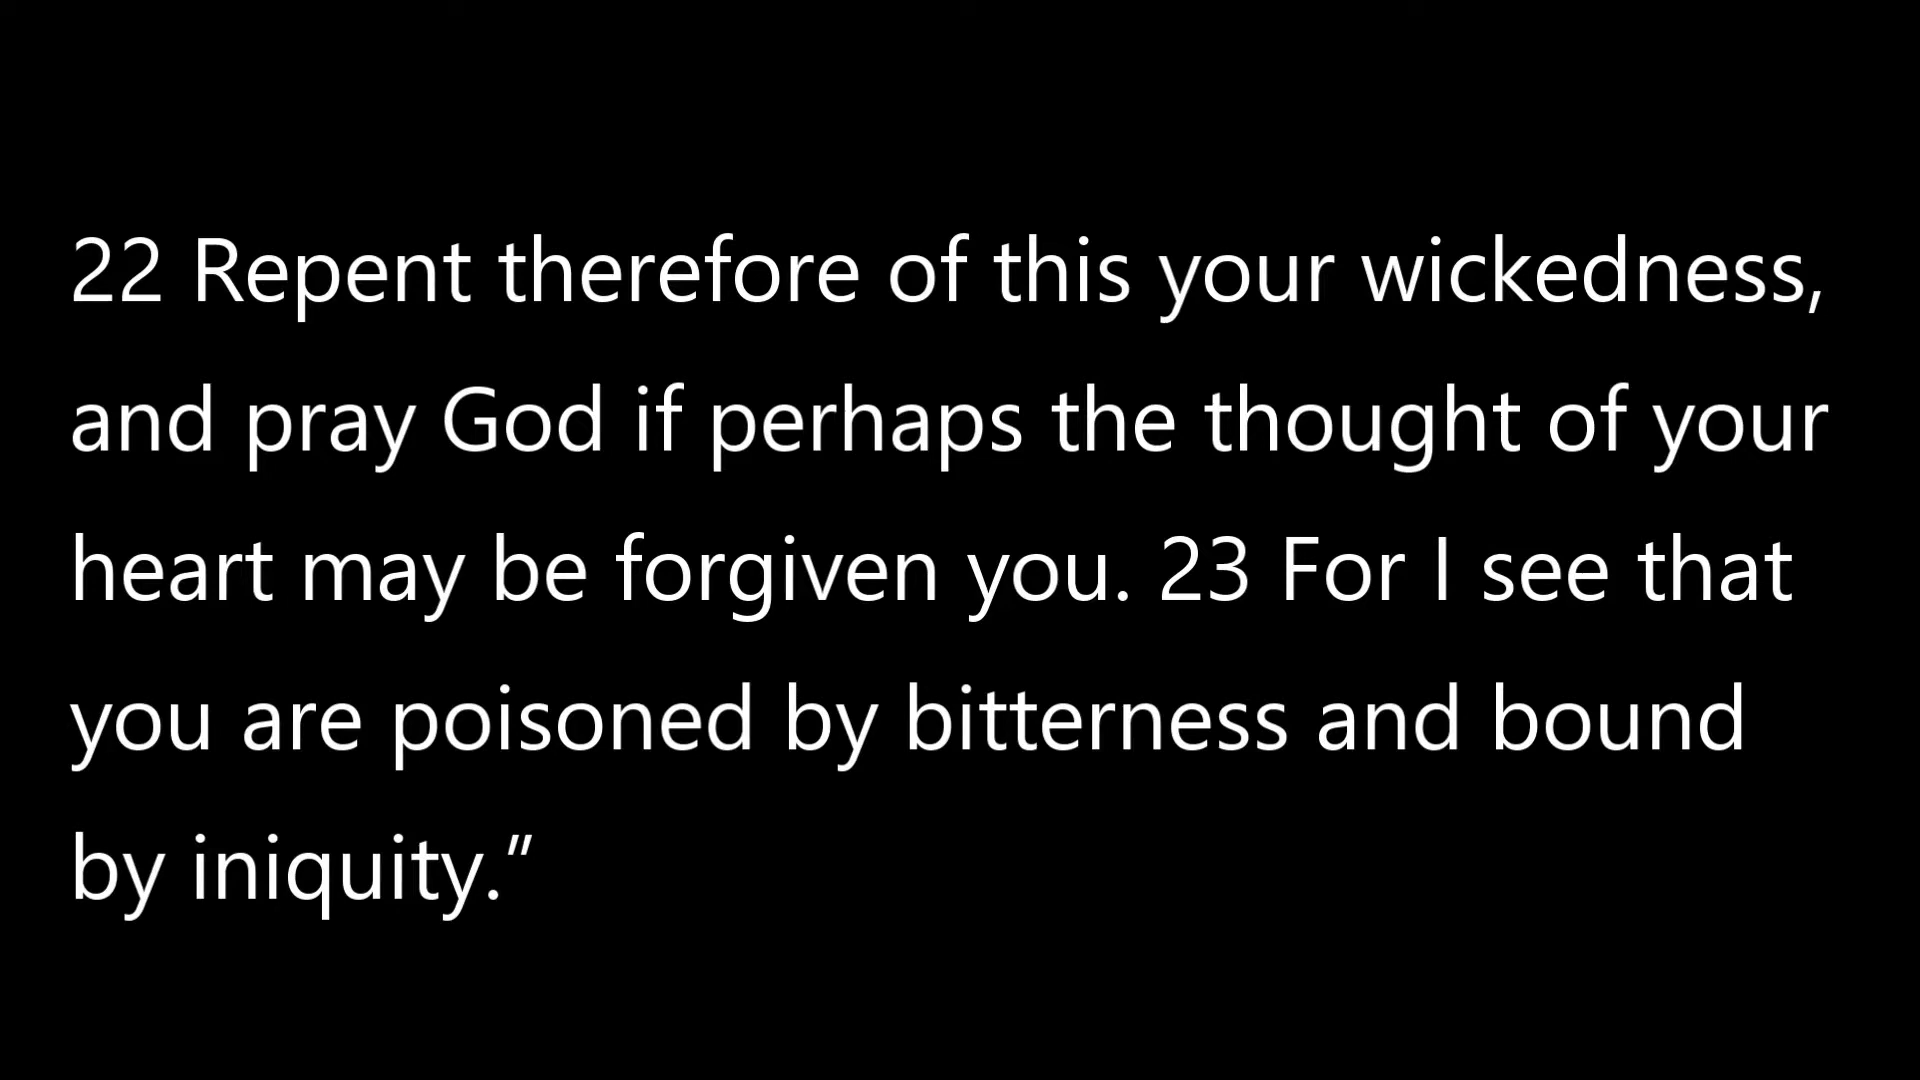 22 Repent therefore of this your wickedness,
and pray God if perhaps the thought of your
heart may be forgiven you. 23 For I see that
you are poisoned by bitterness and bound
by iniquity.”